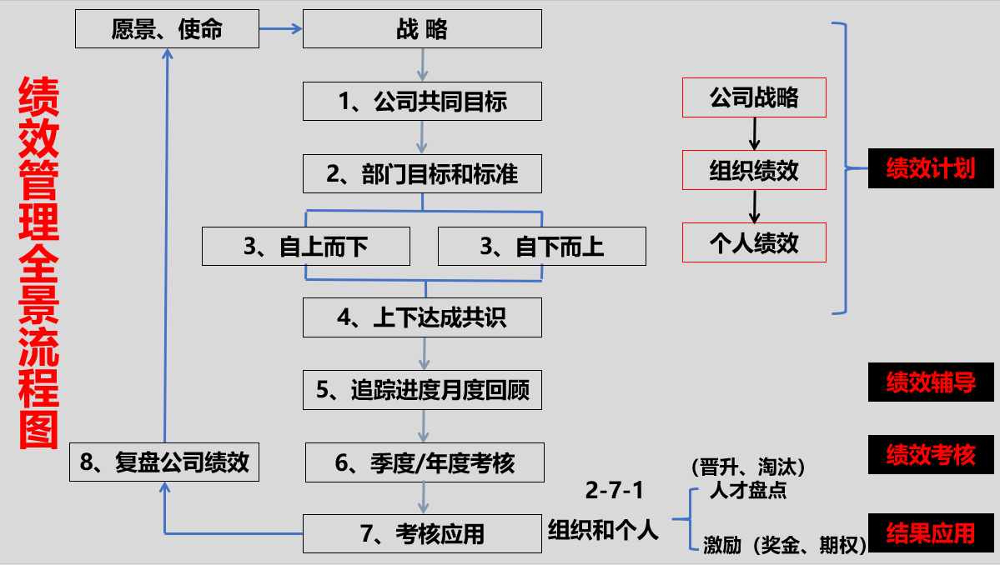 绩效管理全景流程图
愿景、使命
战 略
1、公司共同目标
2、部门目标和标准
3、自上而下
3、自下而上
4、上下达成共识
5、追踪进度月度回顾
6、季度/年度考核
7、考核应用
8、复盘公司绩效
公司战略
组织绩效
个人绩效
绩效计划
绩效辅导
绩效考核
结果应用
2-7-1
组织和个人
（晋升、淘汰）
人才盘点
激励（奖金、期权）